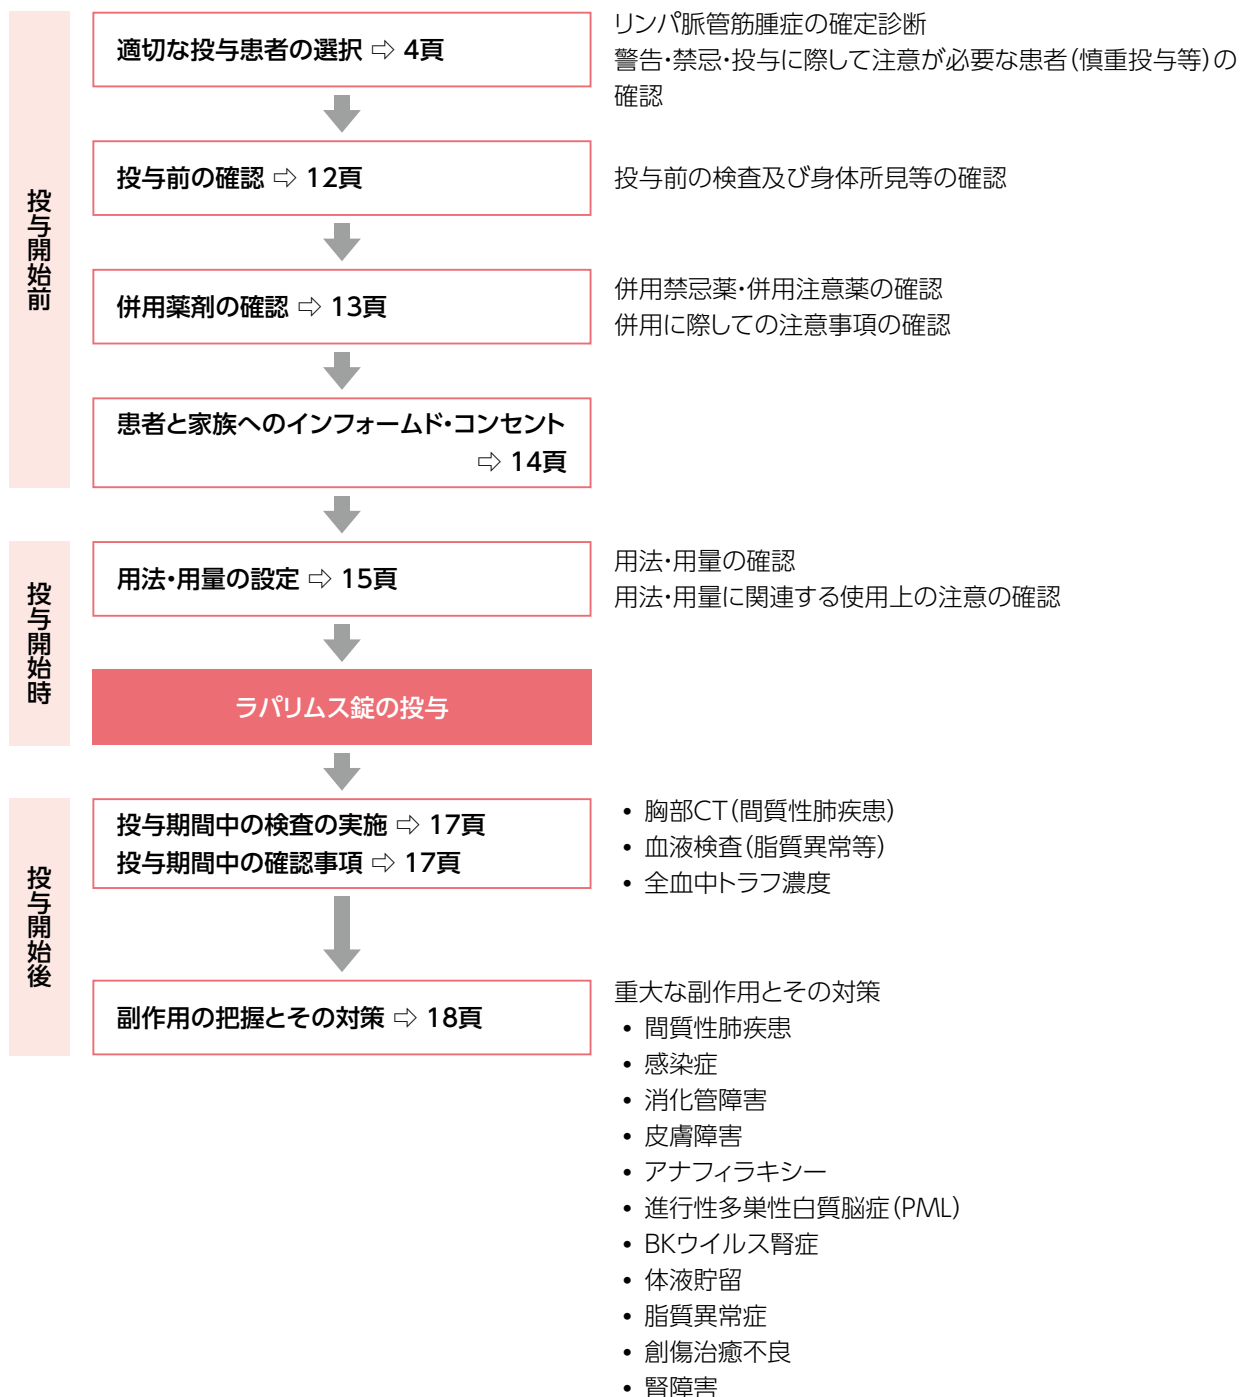 投与開始前
適切な投与患者の選択 ⇨ 4頁
リンパ脈管筋腫症の確定診断
警告・禁忌・投与に際して注意が必要な患者(慎重投与等)の
確認
投与前の確認 ⇨ 12頁
投与前の検査及び身体所見等の確認
併用薬剤の確認 ⇨ 13頁
併用禁忌薬・併用注意薬の確認
併用に際しての注意事項の確認
患者と家族へのインフォームド・コンセント
⇨ 14頁
投与開始時
用法・用量の設定 ⇨ 15頁
用法・用量の確認
用法・用量に関連する使用上の注意の確認
ラパリムス錠の投与
投与開始後
投与期間中の検査の実施 ⇨ 17頁
投与期間中の確認事項 ⇨ 17頁
• 胸部CT(間質性肺疾患)
• 血液検査(脂質異常等)
• 全血中トラフ濃度
副作用の把握とその対策 ⇨ 18頁
重大な副作用とその対策
• 間質性肺疾患
• 感染症
• 消化管障害
• 皮膚障害
• アナフィラキシー
• 進行性多巣性白質脳症(PML)
• BKウイルス腎症
• 体液貯留
• 脂質異常症
• 創傷治癒不良
• 腎障害